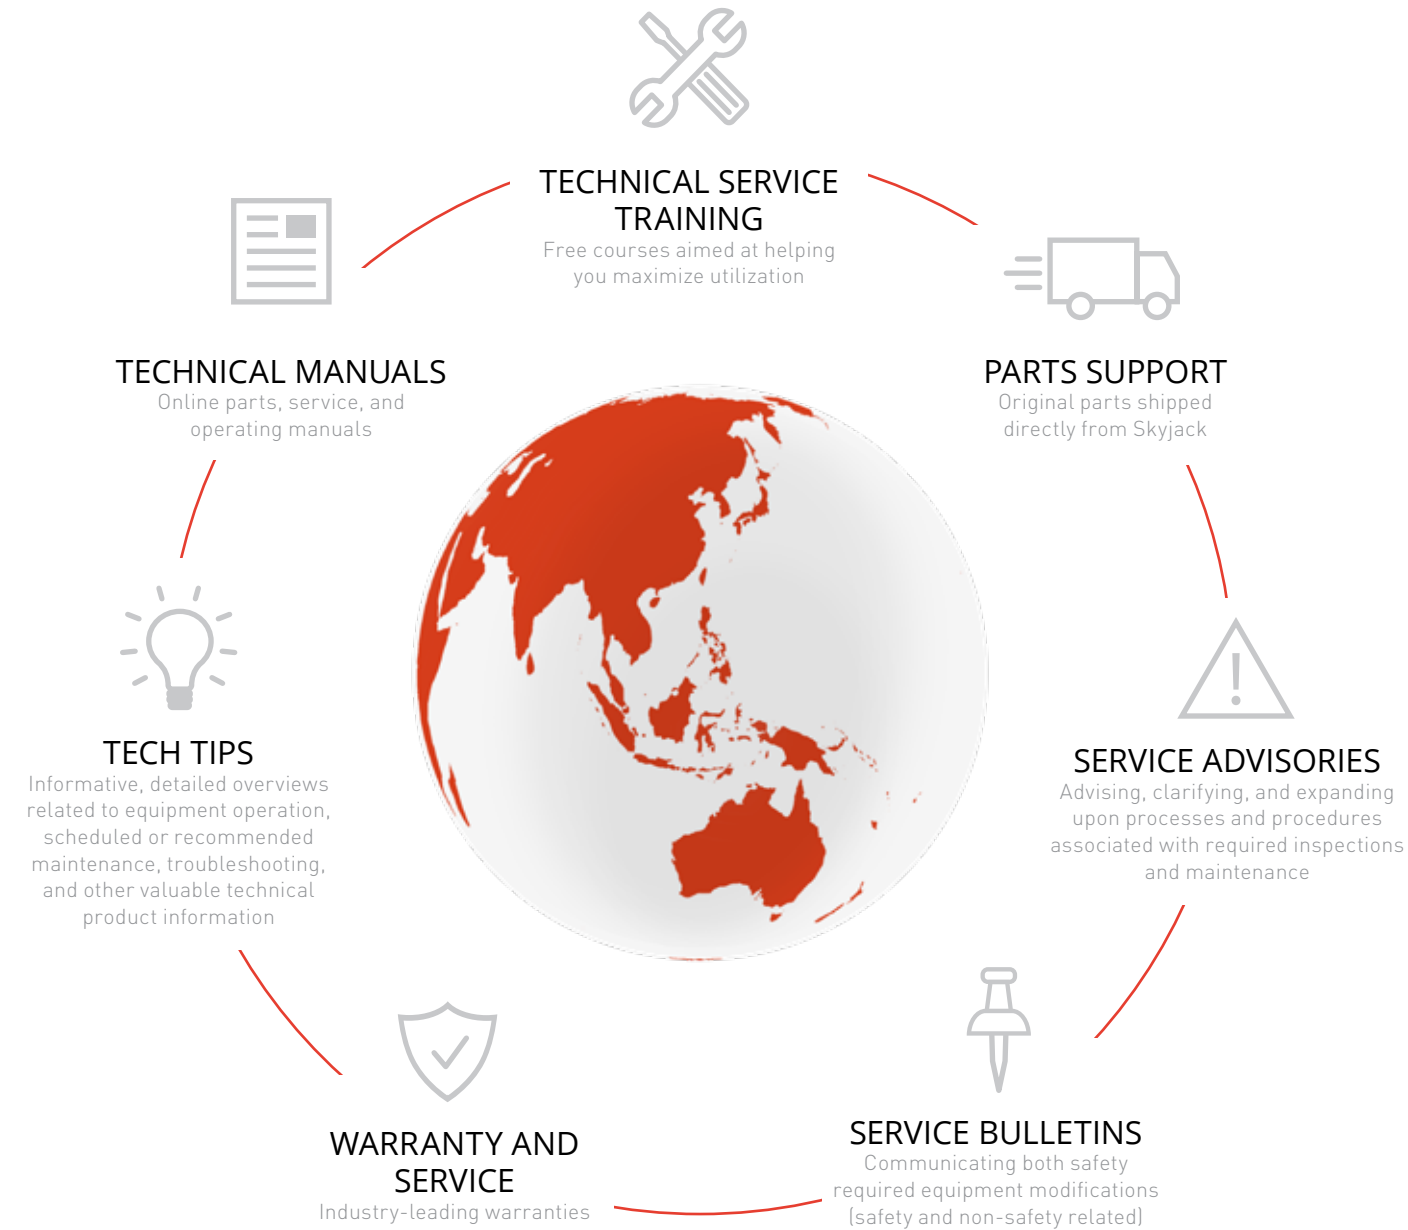 TECHNICAL SERVICE
TRAINING
Free courses aimed at helping
you maximize utilization
PARTS SUPPORT
Original parts shipped
directly from Skyjack
SERVICE ADVISORIES
Advising, clarifying, and expanding
upon processes and procedures
associated with required inspections
and maintenance
SERVICE BULLETINS
Communicating both safety
required equipment modifications
(safety and non-safety related)
WARRANTY AND
SERVICE
Industry-leading warranties
TECH TIPS
Informative, detailed overviews
related to equipment operation,
scheduled or recommended
maintenance, troubleshooting,
and other valuable technical
product information
TECHNICAL MANUALS
Online parts, service, and
operating manuals